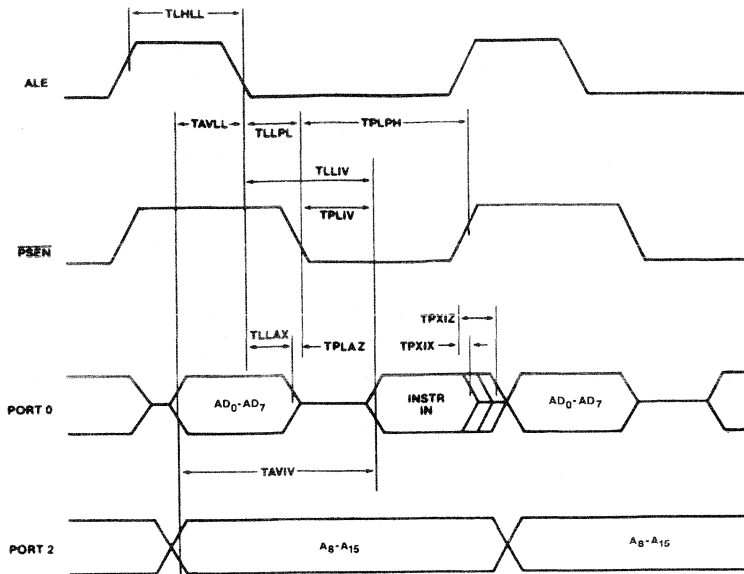 TLHLL
ALE
TAVLL TLLPL TPLPH
TLLIV
TPLIV
PSEN
TPXIZ
TLLAX TPLAZ TPXIX
PORT 0 AD0-AD7 INSTR IN AD0-AD7
TAVIV
PORT 2 A8-A15 A8-A15